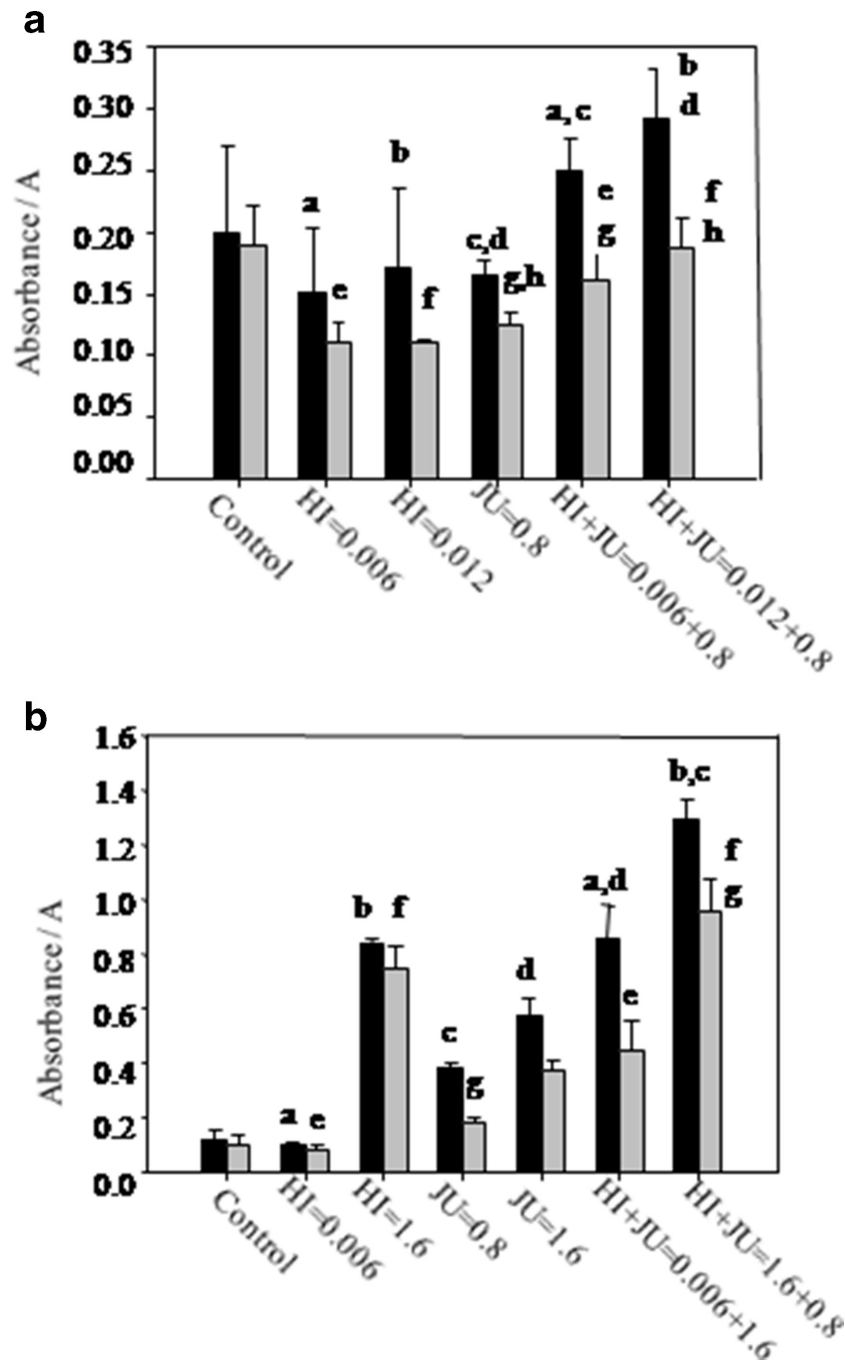 a
0.35
0.30
0.25
0.20
0.15
0.10
0.05
0.00
Absorbance / A
a
e
b
f
c,d
g,h
a,c
e
g
b
d
f
h
Control
HI=0.006
HI=0.012
JU=0.8
HI+JU=0.006+0.8
HI+JU=0.012+0.8
b
1.6
1.4
1.2
1.0
0.8
0.6
0.4
0.2
0.0
Absorbance / A
a
e
b
f
c
g
d
a,d
e
b,c
f
g
Control
HI=0.006
HI=1.6
JU=0.8
JU=1.6
HI+JU=0.006+1.6
HI+JU=1.6+0.8